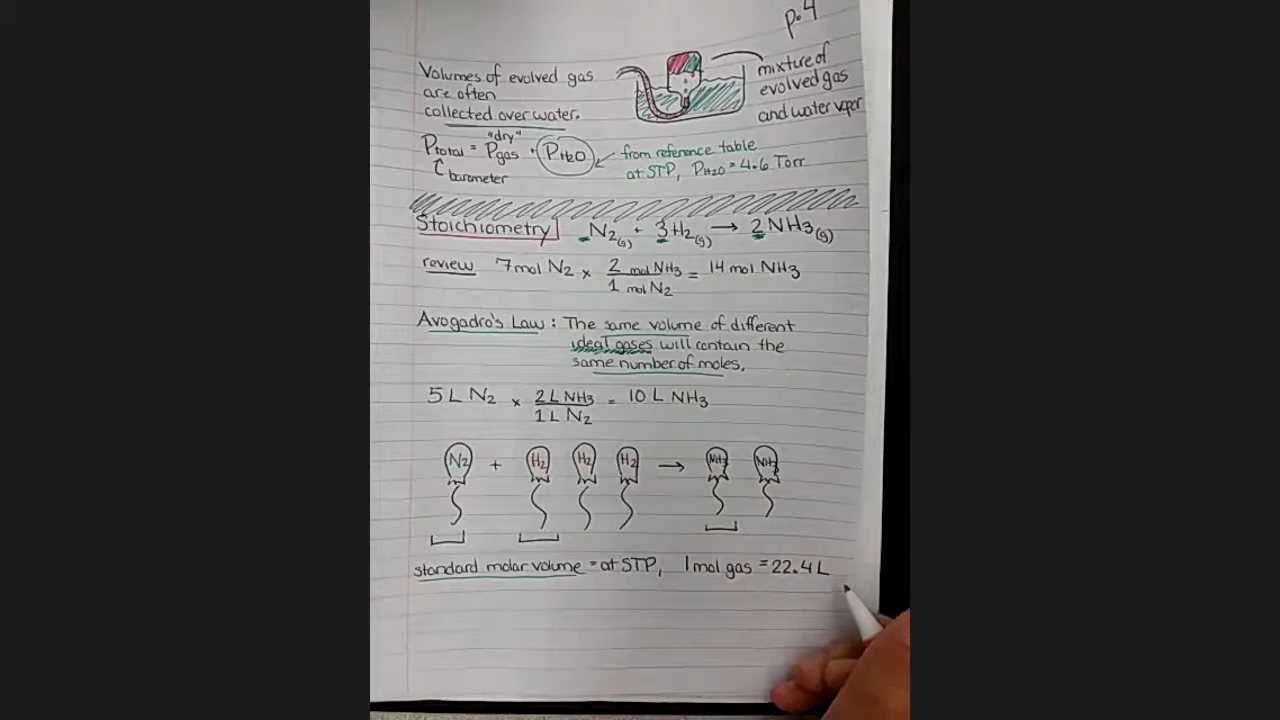 p.4
Volumes of evolved gas
are often
collected over water.
mixture of
evolved gas
and water vapor
Ptotal = "dry" Pgas + PH2O
barometer
from reference table
at STP, PH2O = 4.6 Torr
Stoichiometry _N2(g) + 3H2(g) → 2NH3(g)
review 7 mol N2 x 2 mol NH3 / 1 mol N2 = 14 mol NH3
Avogadro's Law: The same volume of different
ideal gases will contain the
same number of moles.
5 L N2 x 2 L NH3 / 1 L N2 = 10 L NH3
N2 + H2 H2 H2 → NH3 NH3
standard molar volume = at STP, 1 mol gas = 22.4 L